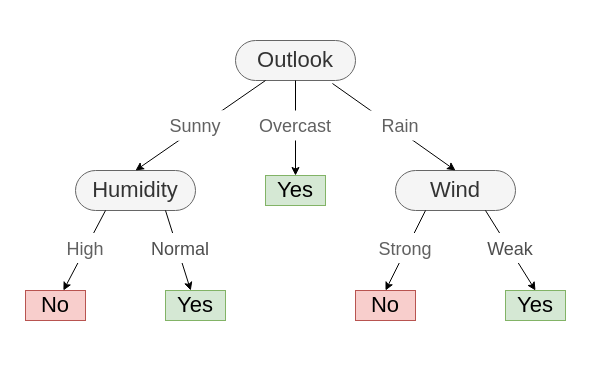 Outlook
Sunny Overcast Rain
Humidity Yes Wind
High Normal Strong Weak
No Yes No Yes